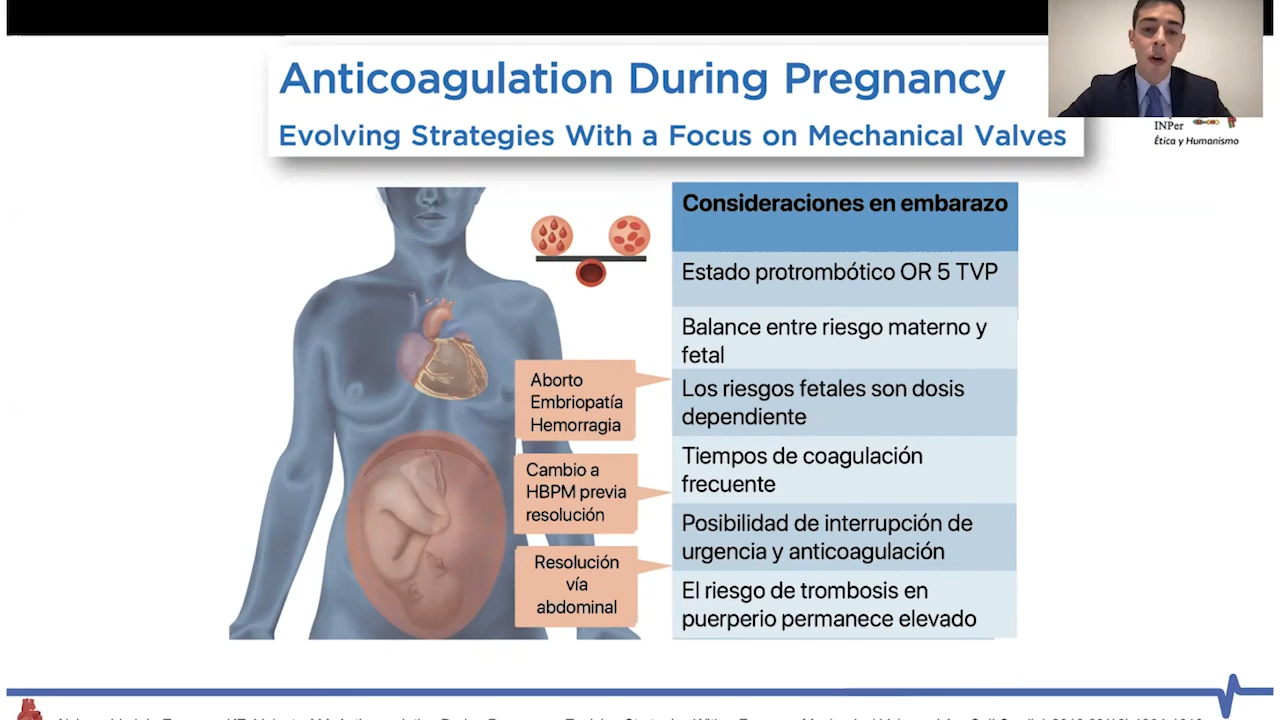 Anticoagulation During Pregnancy
Evolving Strategies With a Focus on Mechanical Valves
INPer
Ética y Humanismo
Consideraciones en embarazo
Estado protrombótico OR 5 TVP
Balance entre riesgo materno y
fetal
Aborto
Embriopatía
Hemorragia
Los riesgos fetales son dosis
dependiente
Cambio a
HBPM previa
resolución
Tiempos de coagulación
frecuente
Resolución
vía
abdominal
Posibilidad de interrupción de
urgencia y anticoagulación
El riesgo de trombosis en
puerperio permanece elevado